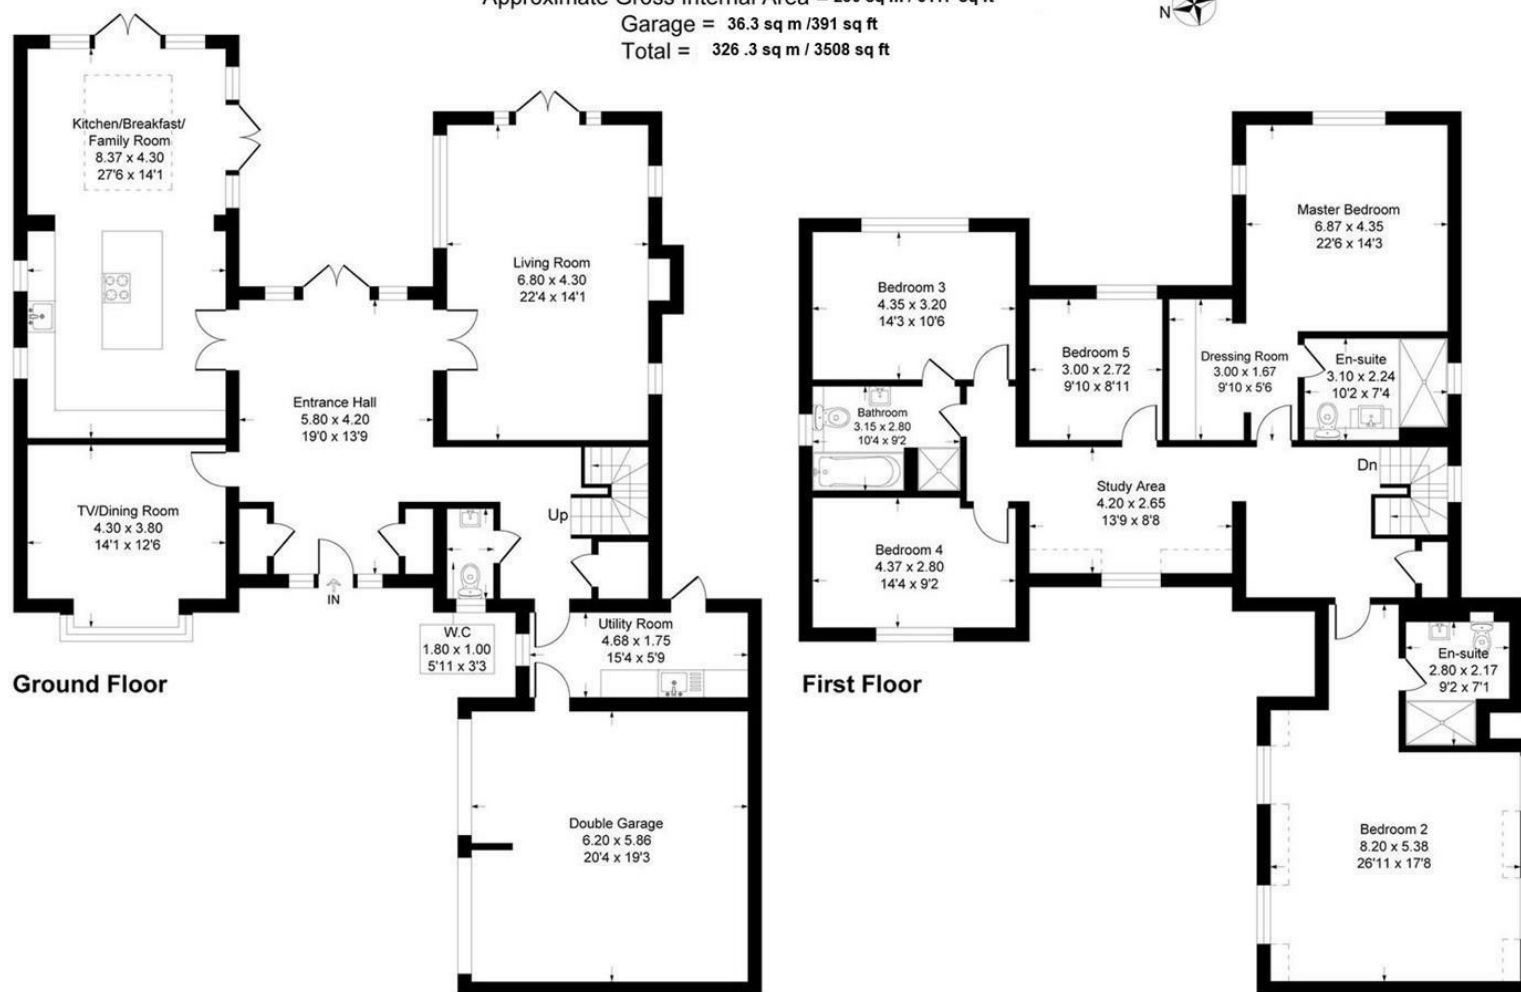 Approximate Gross Internal Area =
Garage = 36.3 sq m /391 sq ft
Total = 326 .3 sq m / 3508 sq ft
N
Kitchen/Breakfast/
Family Room
8.37 x 4.30
27'6 x 14'1
Living Room
6.80 x 4.30
22'4 x 14'1
Entrance Hall
5.80 x 4.20
19'0 x 13'9
TV/Dining Room
4.30 x 3.80
14'1 x 12'6
Up
IN
W.C
1.80 x 1.00
5'11 x 3'3
Utility Room
4.68 x 1.75
15'4 x 5'9
Ground Floor
Double Garage
6.20 x 5.86
20'4 x 19'3
Master Bedroom
6.87 x 4.35
22'6 x 14'3
Bedroom 3
4.35 x 3.20
14'3 x 10'6
Bedroom 5
3.00 x 2.72
9'10 x 8'11
Dressing Room
3.00 x 1.67
9'10 x 5'6
En-suite
3.10 x 2.24
10'2 x 7'4
Bathroom
3.15 x 2.80
10'4 x 9'2
Study Area
4.20 x 2.65
13'9 x 8'8
Dn
Bedroom 4
4.37 x 2.80
14'4 x 9'2
En-suite
2.80 x 2.17
9'2 x 7'1
First Floor
Bedroom 2
8.20 x 5.38
26'11 x 17'8